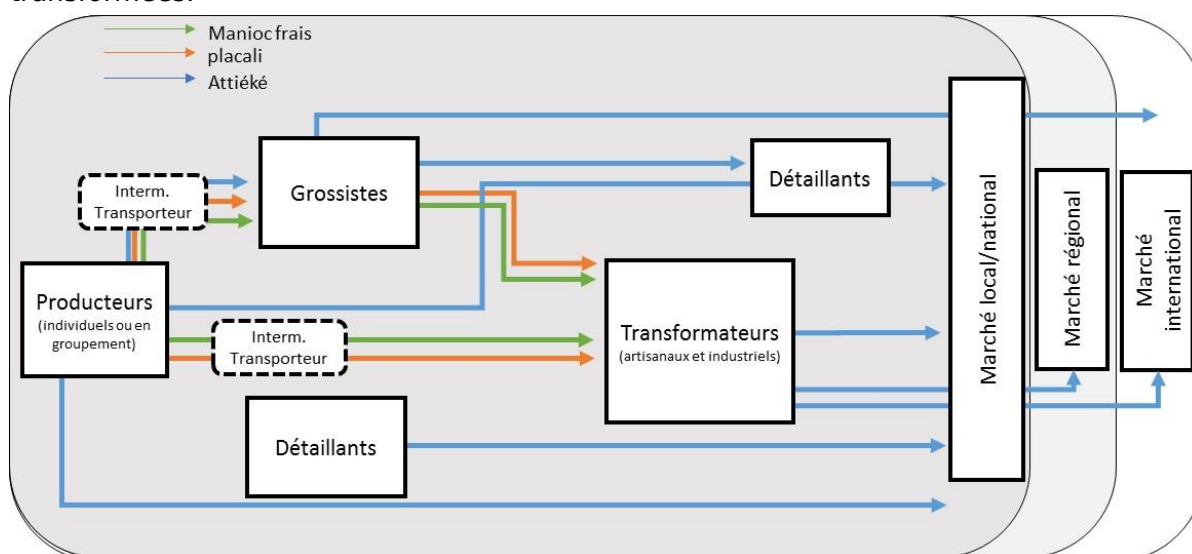 transformées.
Manioc frais
placali
Attiéké
Interm.
Transporteur
Grossistes
Détaillants
Producteurs
(individuels ou en
groupement)
Interm.
Transporteur
Transformateurs
(artisanaux et industriels)
Détaillants
Marché local/national
Marché régional
Marché
international